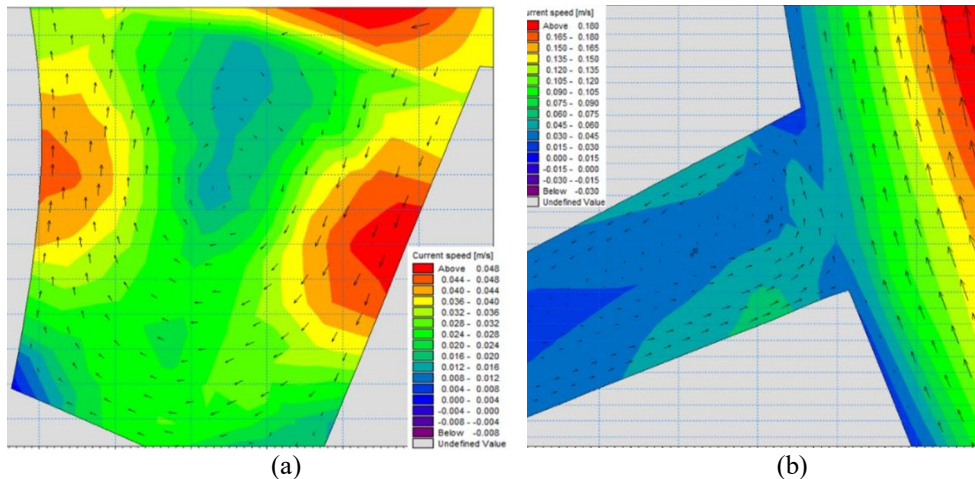 Current speed [m/s]
Above 0.048
0.044 - 0.048
0.040 - 0.044
0.036 - 0.040
0.032 - 0.036
0.028 - 0.032
0.024 - 0.028
0.020 - 0.024
0.016 - 0.020
0.012 - 0.016
0.008 - 0.012
0.004 - 0.008
0.000 - 0.004
-0.004 - 0.000
-0.008 - -0.004
Below -0.008
Undefined Value
(a)
urrent speed [m/s]
Above 0.180
0.165 - 0.180
0.150 - 0.165
0.135 - 0.150
0.120 - 0.135
0.105 - 0.120
0.090 - 0.105
0.075 - 0.090
0.060 - 0.075
0.045 - 0.060
0.030 - 0.045
0.015 - 0.030
0.000 - 0.015
-0.015 - 0.000
-0.030 - -0.015
Below -0.030
Undefined Value
(b)